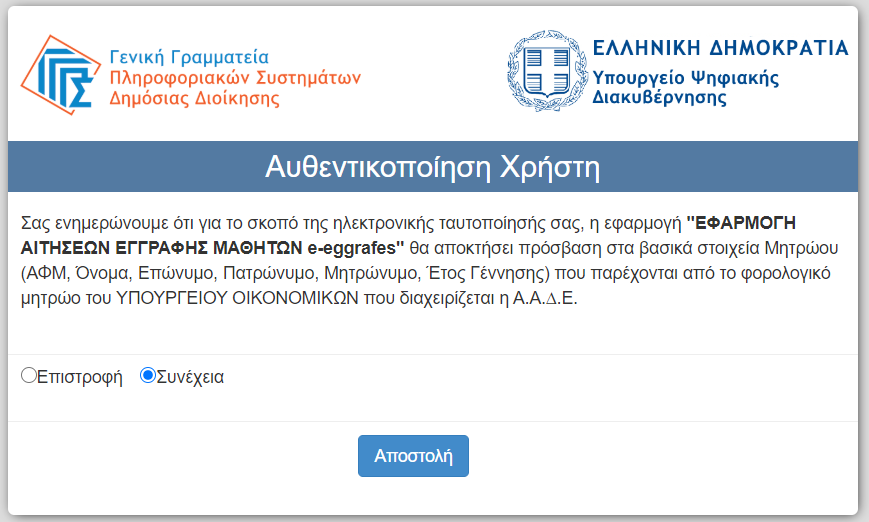 Γενική Γραμματεία
Πληροφοριακών Συστημάτων
Δημόσιας Διοίκησης
ΕΛΛΗΝΙΚΗ ΔΗΜΟΚΡΑΤΙΑ
Υπουργείο Ψηφιακής
Διακυβέρνησης
Αυθεντικοποίηση Χρήστη
Σας ενημερώνουμε ότι για το σκοπό της ηλεκτρονικής ταυτοποίησής σας, η εφαρμογή "ΕΦΑΡΜΟΓΗ
ΑΙΤΗΣΕΩΝ ΕΓΓΡΑΦΗΣ ΜΑΘΗΤΩΝ e-eggrafes" θα αποκτήσει πρόσβαση στα βασικά στοιχεία Μητρώου
(ΑΦΜ, Όνομα, Επώνυμο, Πατρώνυμο, Μητρώνυμο, Έτος Γέννησης) που παρέχονται από το φορολογικό
μητρώο του ΥΠΟΥΡΓΕΙΟΥ ΟΙΚΟΝΟΜΙΚΩΝ που διαχειρίζεται η Α.Α.Δ.Ε.
Επιστροφή Συνέχεια
Αποστολή